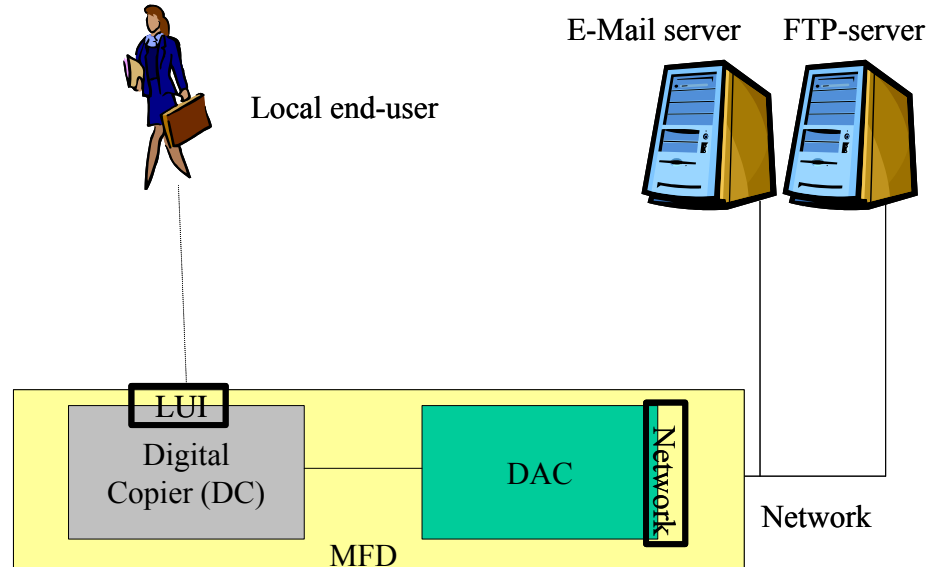 E-Mail server
FTP-server
Local end-user
LUI
Digital
Copier (DC)
DAC
Network
Network
MFD